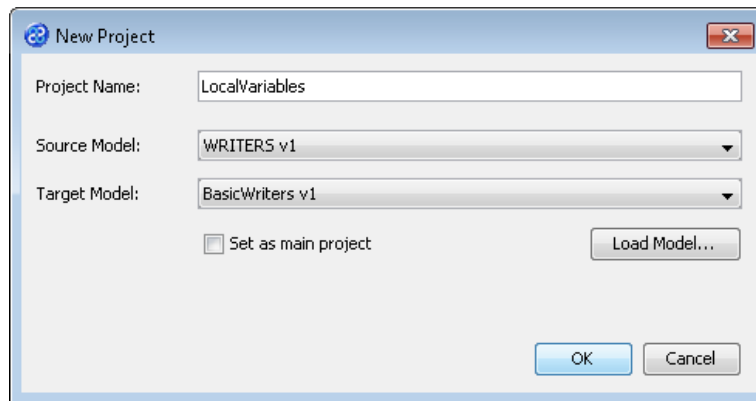 New Project
Project Name: LocalVariables
Source Model: WRITERS v1
Target Model: BasicWriters v1
Set as main project Load Model...
OK Cancel